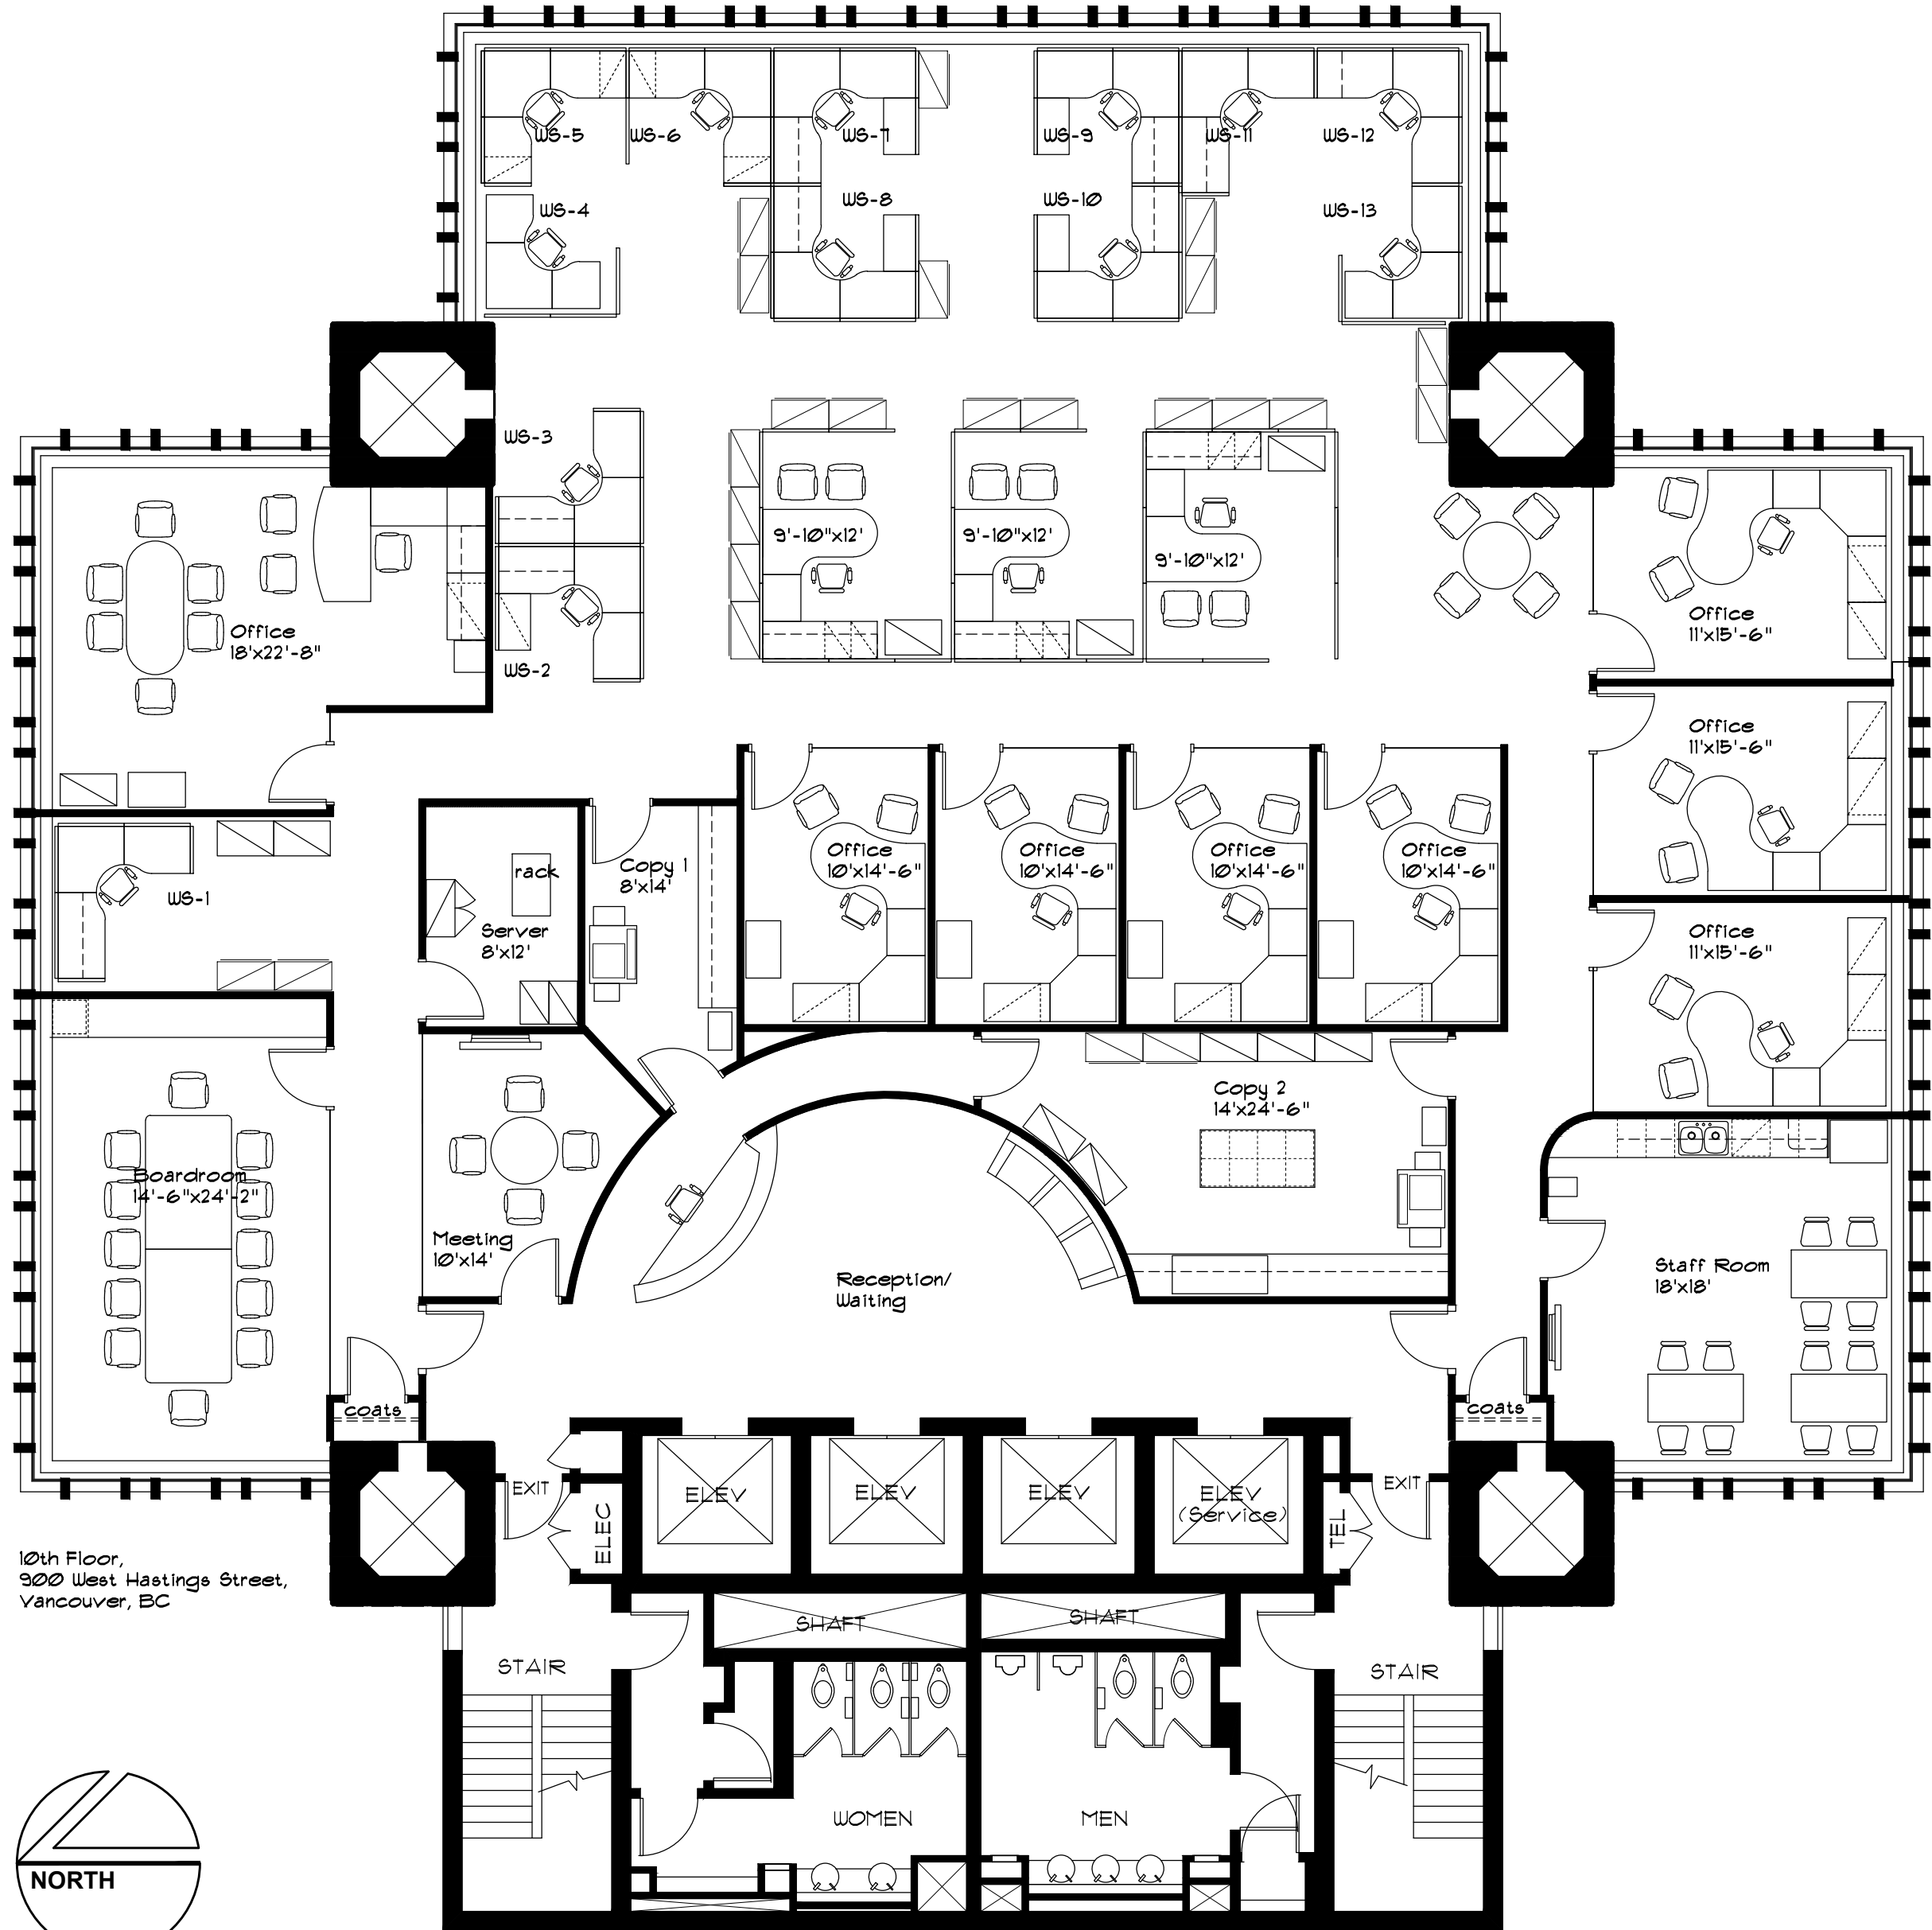 WS-5
WS-6
WS-7
WS-9
WS-11
WS-12
WS-4
WS-8
WS-10
WS-13
WS-3
9'-10"x12'
9'-10"x12'
9'-10"x12'
WS-2
Office
18'x22'-8"
Office
11'x15'-6"
Office
11'x15'-6"
Office
11'x15'-6"
WS-1
rack
Server
8'x12'
Copy 1
8'x14'
Office
10'x14'-6"
Office
10'x14'-6"
Office
10'x14'-6"
Office
10'x14'-6"
Copy 2
14'x24'-6"
Boardroom
14'-6"x24'-2"
Meeting
10'x14'
Reception/
Waiting
Staff Room
18'x18'
coats
coats
EXIT
ELEC
ELEV
ELEV
ELEV
ELEV
(Service)
TEL
EXIT
10th Floor,
900 West Hastings Street,
Vancouver, BC
SHAFT
SHAFT
STAIR
STAIR
WOMEN
MEN
NORTH